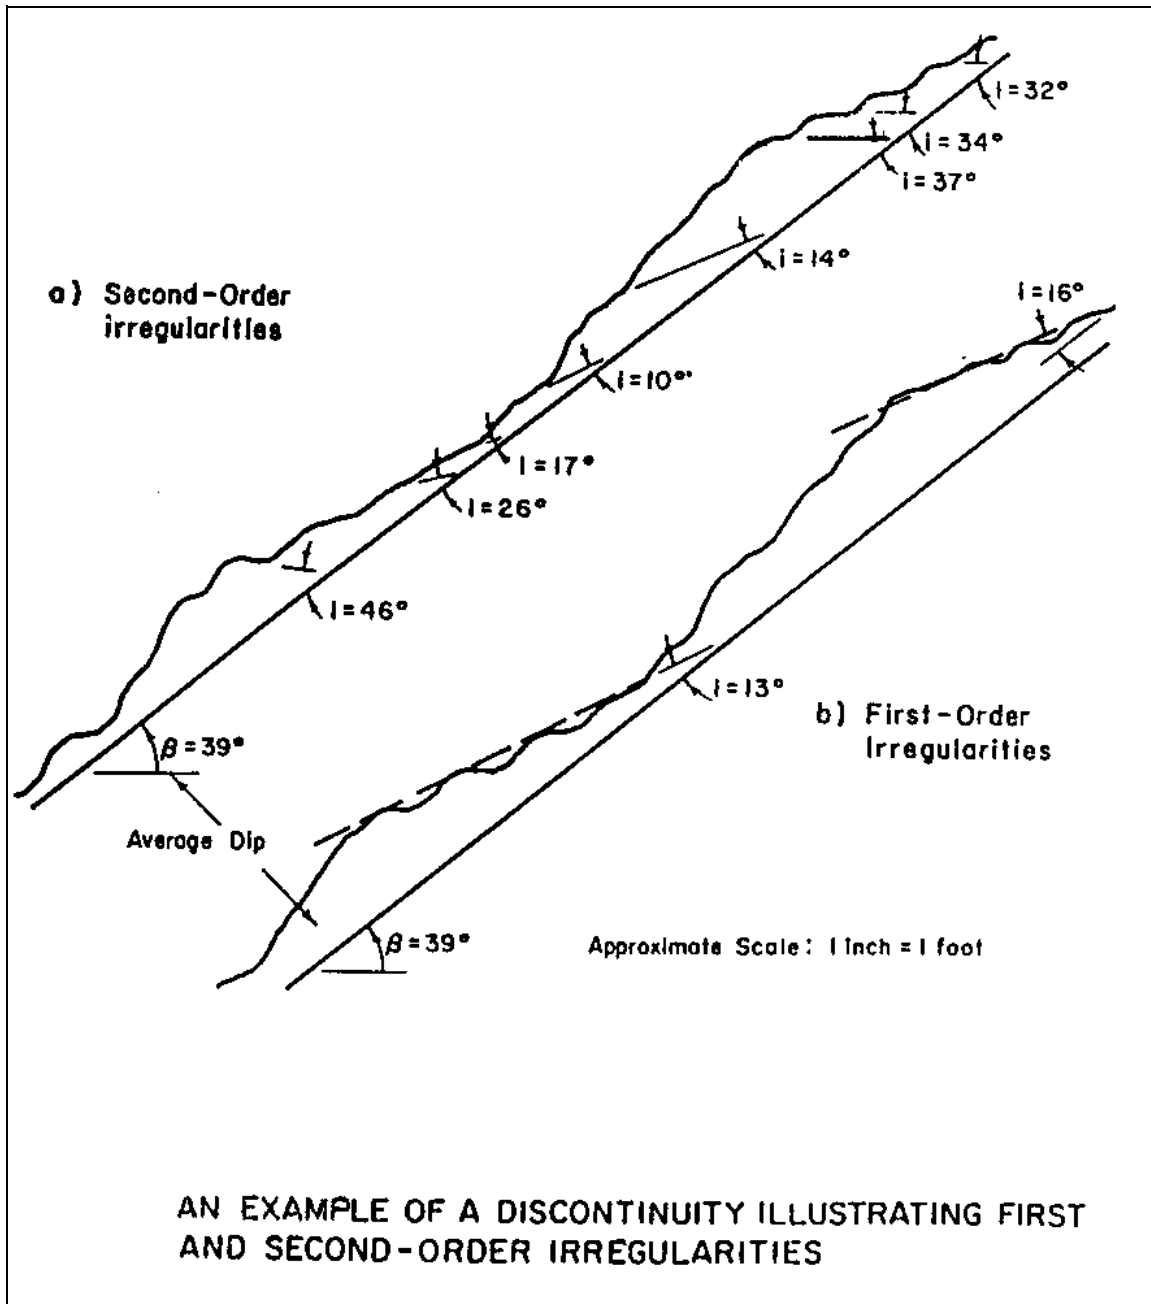 i = 32°
i = 34°
i = 37°
i = 14°
a) Second-Order
irregularities
i = 16°
i = 10°
i = 17°
i = 26°
i = 46°
i = 13°
b) First-Order
Irregularities
β = 39°
Average Dip
β = 39°
Approximate Scale: 1 inch = 1 foot
AN EXAMPLE OF A DISCONTINUITY ILLUSTRATING FIRST
AND SECOND-ORDER IRREGULARITIES